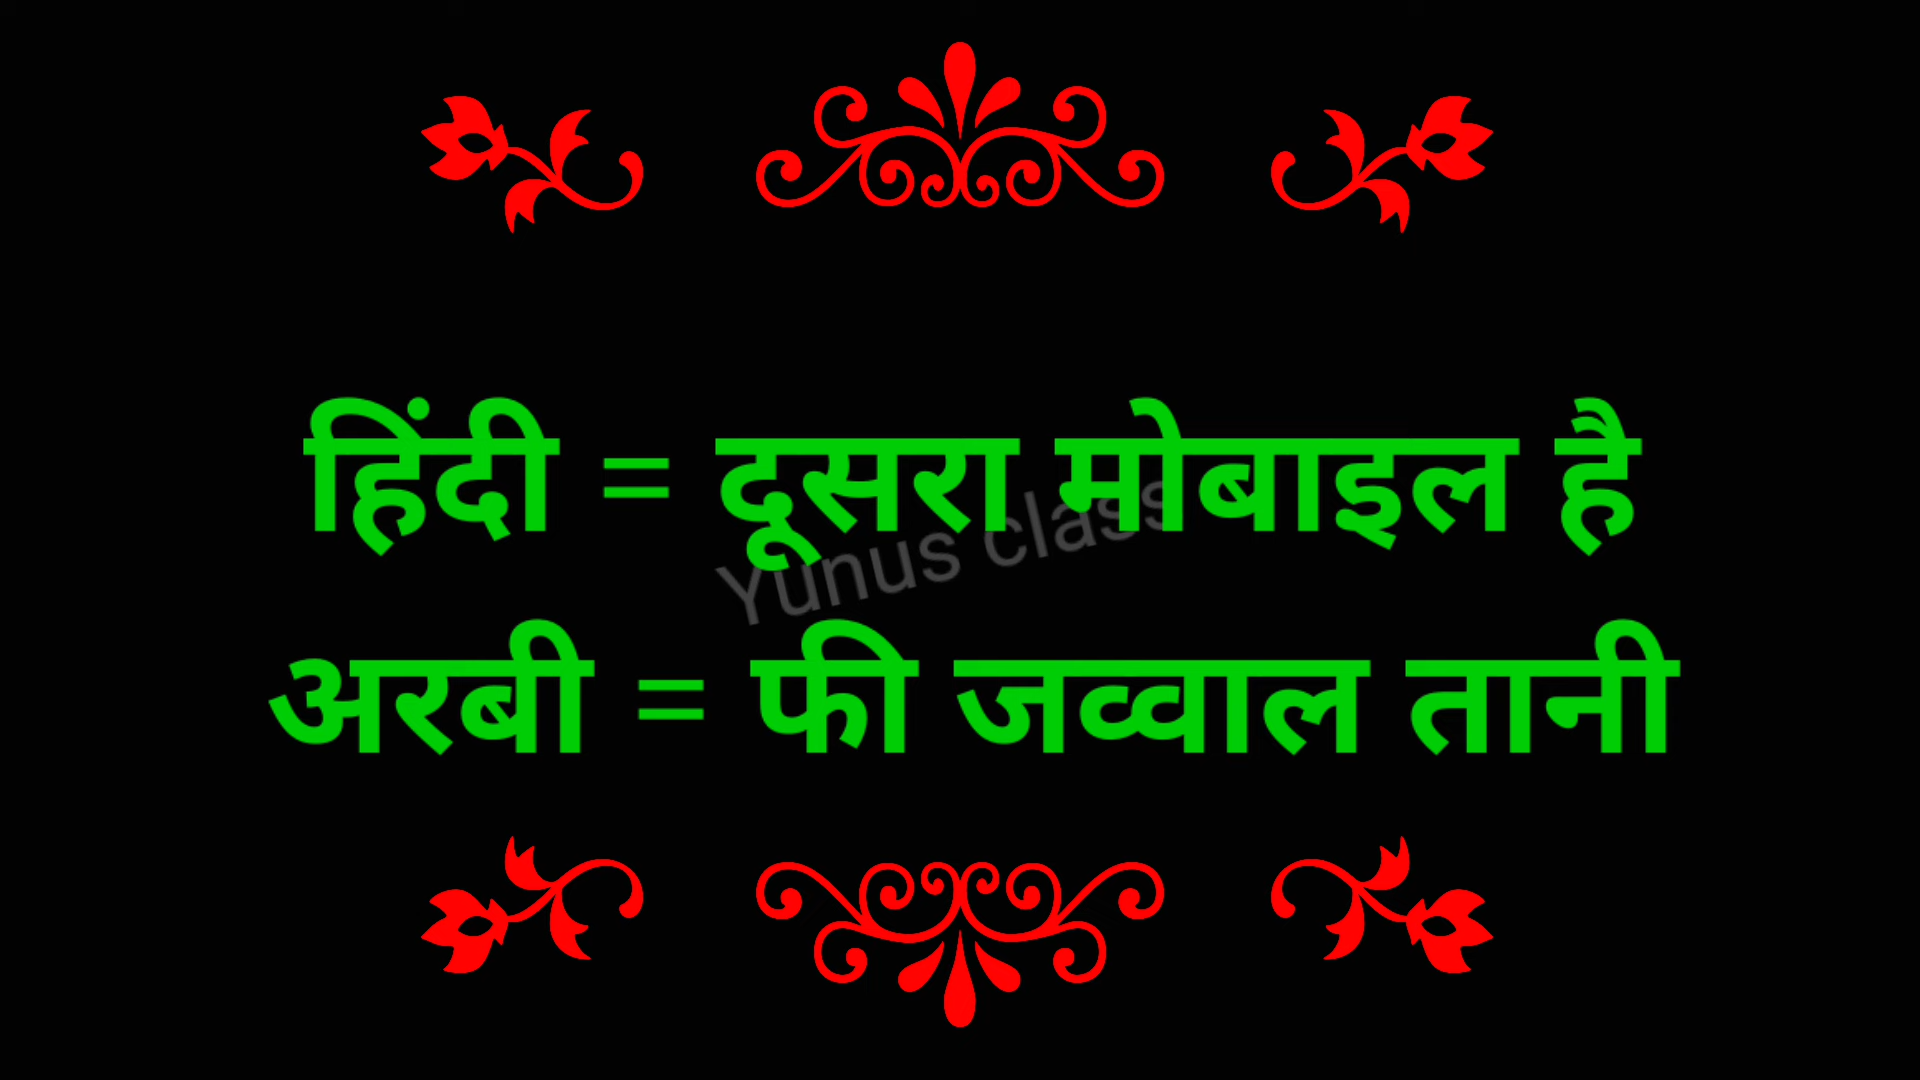 हिंदी = दूसरा मोबाइल है
Yunus class
अरबी = फी जव्वाल तानी